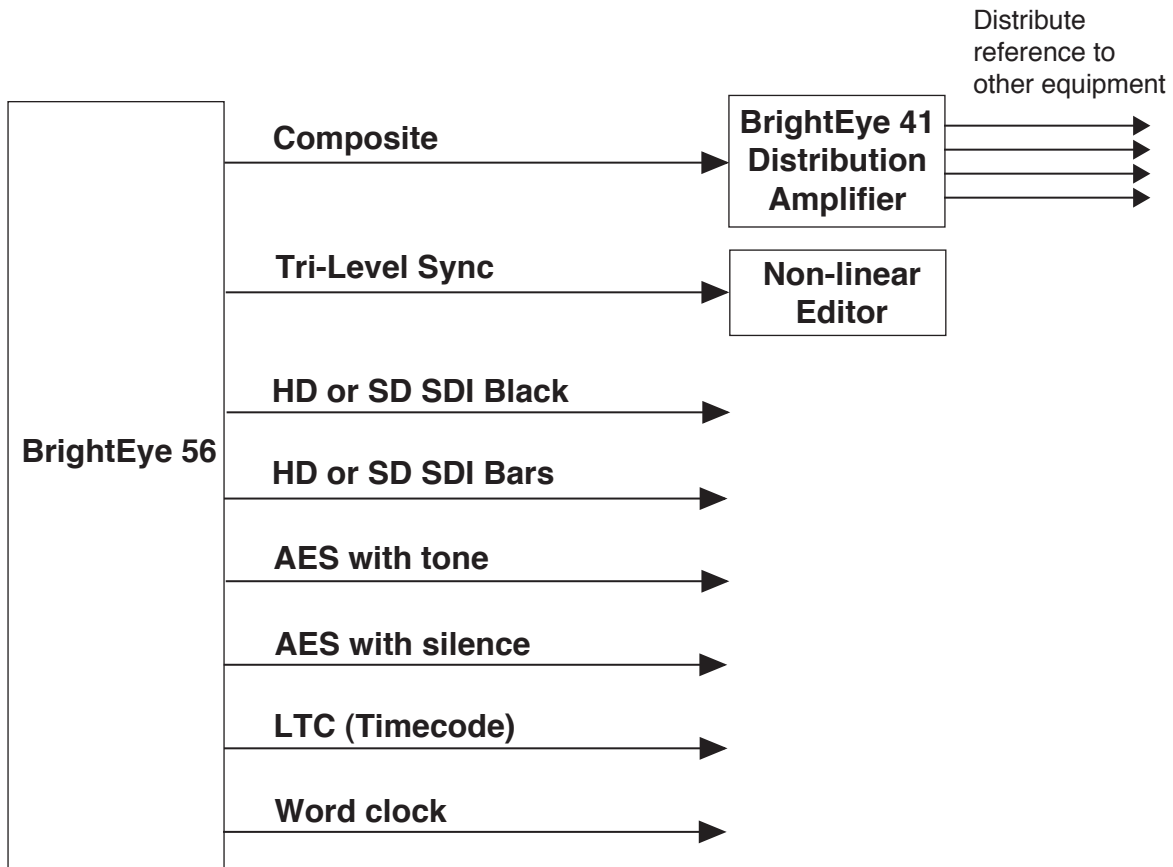 Distribute
reference to
other equipment
Composite
BrightEye 41
Distribution
Amplifier
Tri-Level Sync
Non-linear
Editor
HD or SD SDI Black
BrightEye 56
HD or SD SDI Bars
AES with tone
AES with silence
LTC (Timecode)
Word clock